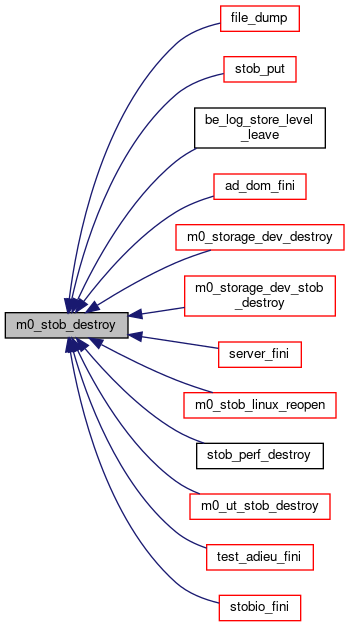 file_dump
stob_put
be_log_store_level
_leave
ad_dom_fini
m0_storage_dev_destroy
m0_storage_dev_stob
_destroy
m0_stob_destroy
server_fini
m0_stob_linux_reopen
stob_perf_destroy
m0_ut_stob_destroy
test_adieu_fini
stobio_fini